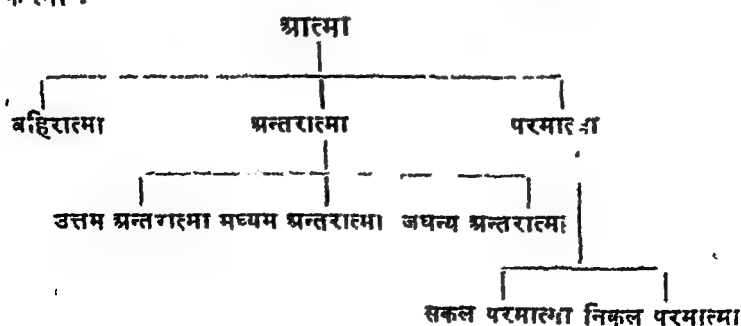 आत्मा
बहिरात्मा अन्तरात्मा परमात्मा
उत्तम अन्तरात्मा मध्यम अन्तरात्मा जघन्य अन्तरात्मा
सकल परमात्मा निकल परमात्मा